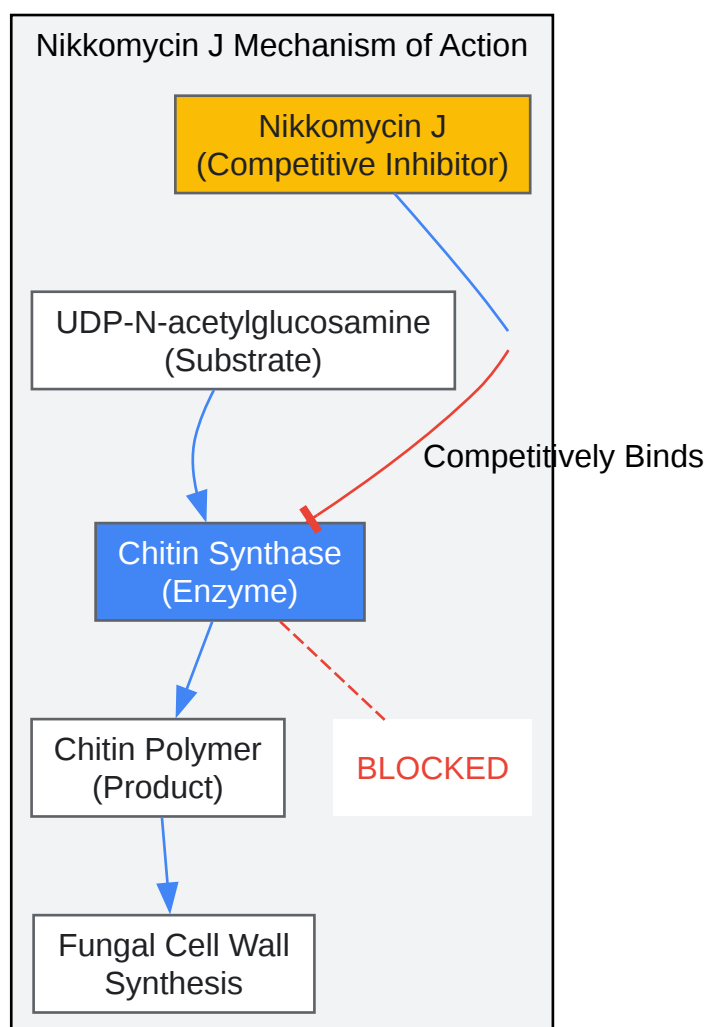 Nikkomycin J Mechanism of Action
Nikkomycin J
(Competitive Inhibitor)
UDP-N-acetylglucosamine
(Substrate)
Competitively Binds
Chitin Synthase
(Enzyme)
Chitin Polymer
(Product)
BLOCKED
Fungal Cell Wall
Synthesis